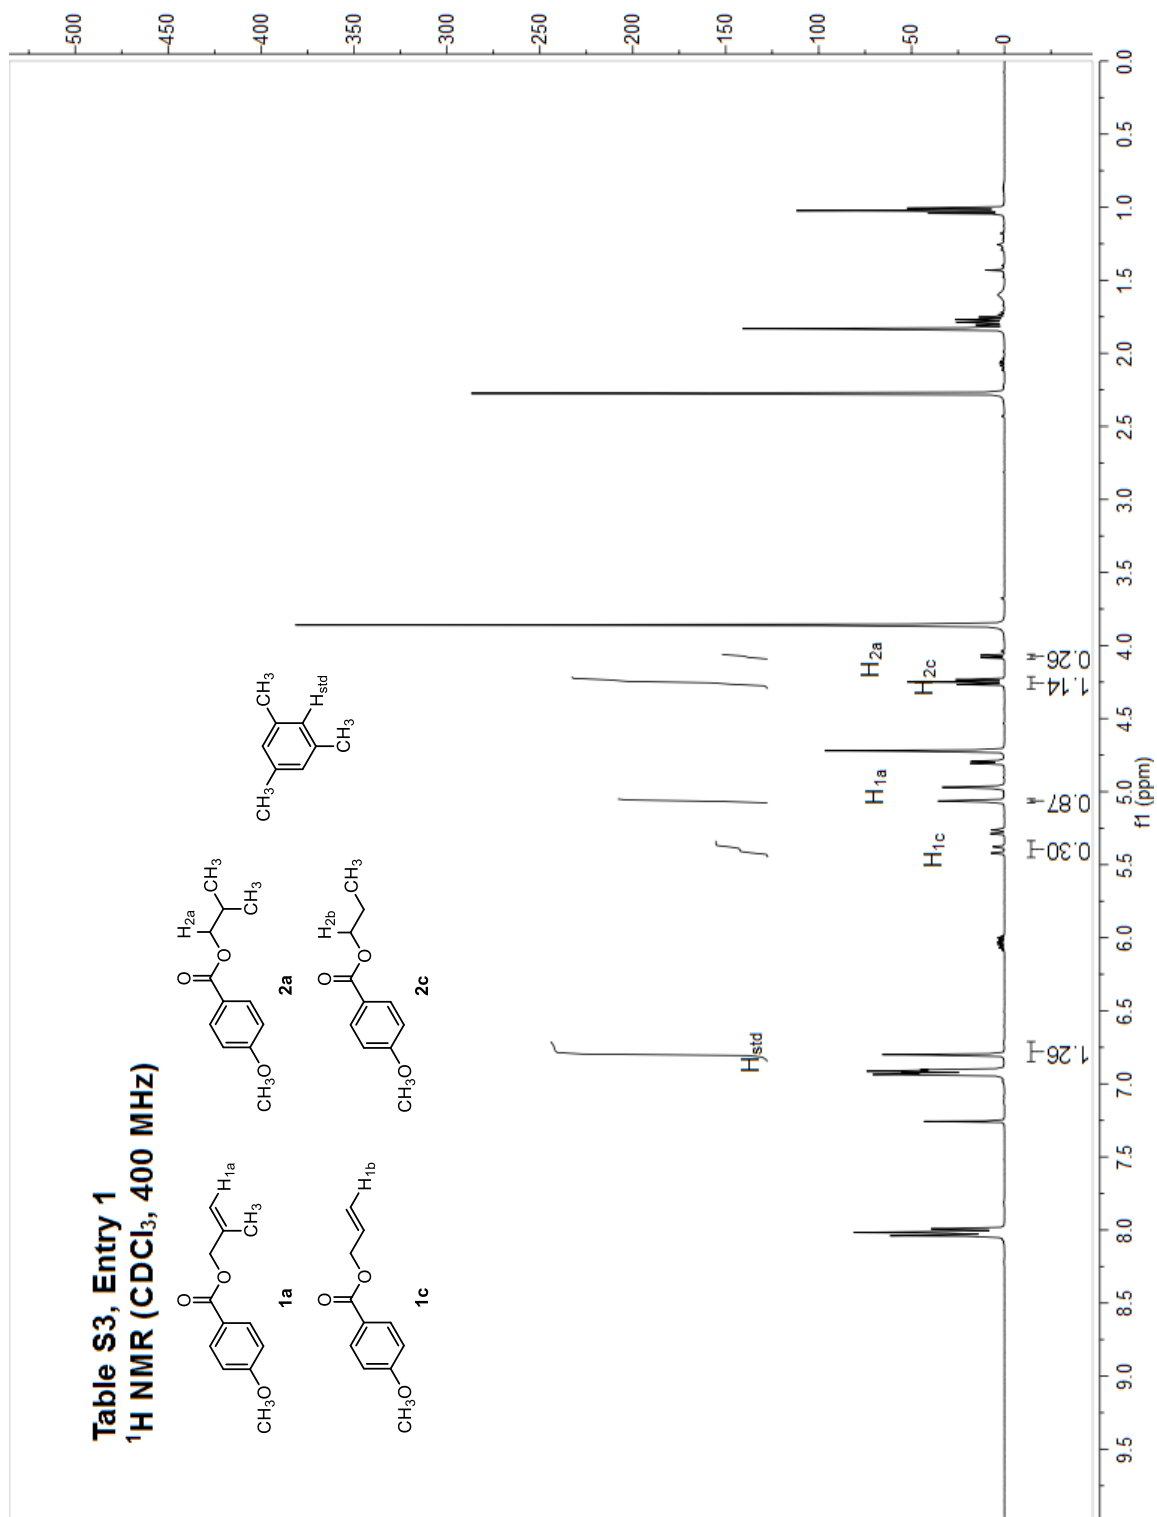 Table S3, Entry 1
¹H NMR (CDCl₃, 400 MHz)
O
H₁ₐ
O
CH₃
CH₃O
1a
O
H₂ₐ
O
CH₃
CH₃
CH₃O
2a
CH₃
CH₃
Hstd
CH₃
O
H₁b
O
CH₃O
1c
O
H₂b
O
CH₃
CH₃O
2c
Hstd
H₁c
H₁ₐ
H₂c
H₂ₐ
1.26
0.30
0.87
1.14
0.26
9.5 9.0 8.5 8.0 7.5 7.0 6.5 6.0 5.5 5.0 4.5 4.0 3.5 3.0 2.5 2.0 1.5 1.0 0.5 0.0
f1 (ppm)
500
450
400
350
300
250
200
150
100
50
0